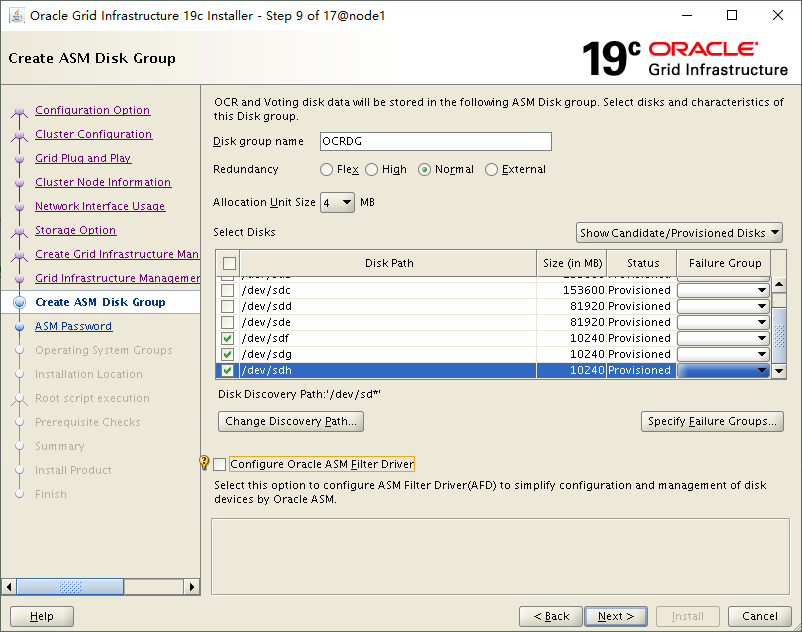 Oracle Grid Infrastructure 19c Installer - Step 9 of 17@node1
Create ASM Disk Group
19c ORACLE
Grid Infrastructure
Configuration Option
Cluster Configuration
Grid Plug and Play
Cluster Node Information
Network Interface Usage
Storage Option
Create Grid Infrastructure Man
Grid Infrastructure Managemer
Create ASM Disk Group
ASM Password
Operating System Groups
Installation Location
Root script execution
Prerequisite Checks
Summary
Install Product
Finish
OCR and Voting disk data will be stored in the following ASM Disk group. Select disks and characteristics of
this Disk group.
Disk group name OCRDG
Redundancy Flex High Normal External
Allocation Unit Size 4 MB
Select Disks Show Candidate/Provisioned Disks
Disk Path Size (in MB) Status Failure Group
/dev/sdc 153600 Provisioned
/dev/sdd 81920 Provisioned
/dev/sde 81920 Provisioned
/dev/sdf 10240 Provisioned
/dev/sdg 10240 Provisioned
/dev/sdh 10240 Provisioned
Disk Discovery Path:'/dev/sd*'
Change Discovery Path... Specify Failure Groups...
Configure Oracle ASM Filter Driver
Select this option to configure ASM Filter Driver(AFD) to simplify configuration and management of disk
devices by Oracle ASM.
Help < Back Next > Install Cancel